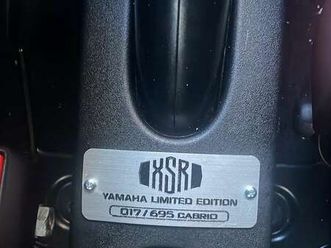 XSR
YAMAHA LIMITED EDITION
017/695 CABRIO